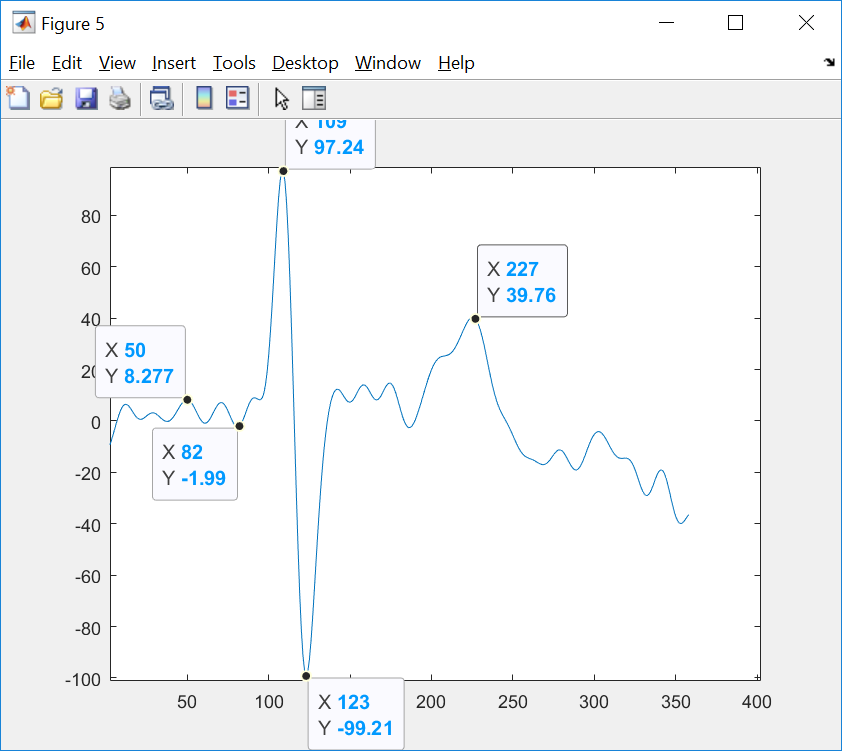 Figure 5
File Edit View Insert Tools Desktop Window Help
X 109
Y 97.24
X 227
Y 39.76
X 50
Y 8.277
X 82
Y -1.99
X 123
Y -99.21
80
60
40
20
0
-20
-40
-60
-80
-100
50 100 200 250 300 350 400